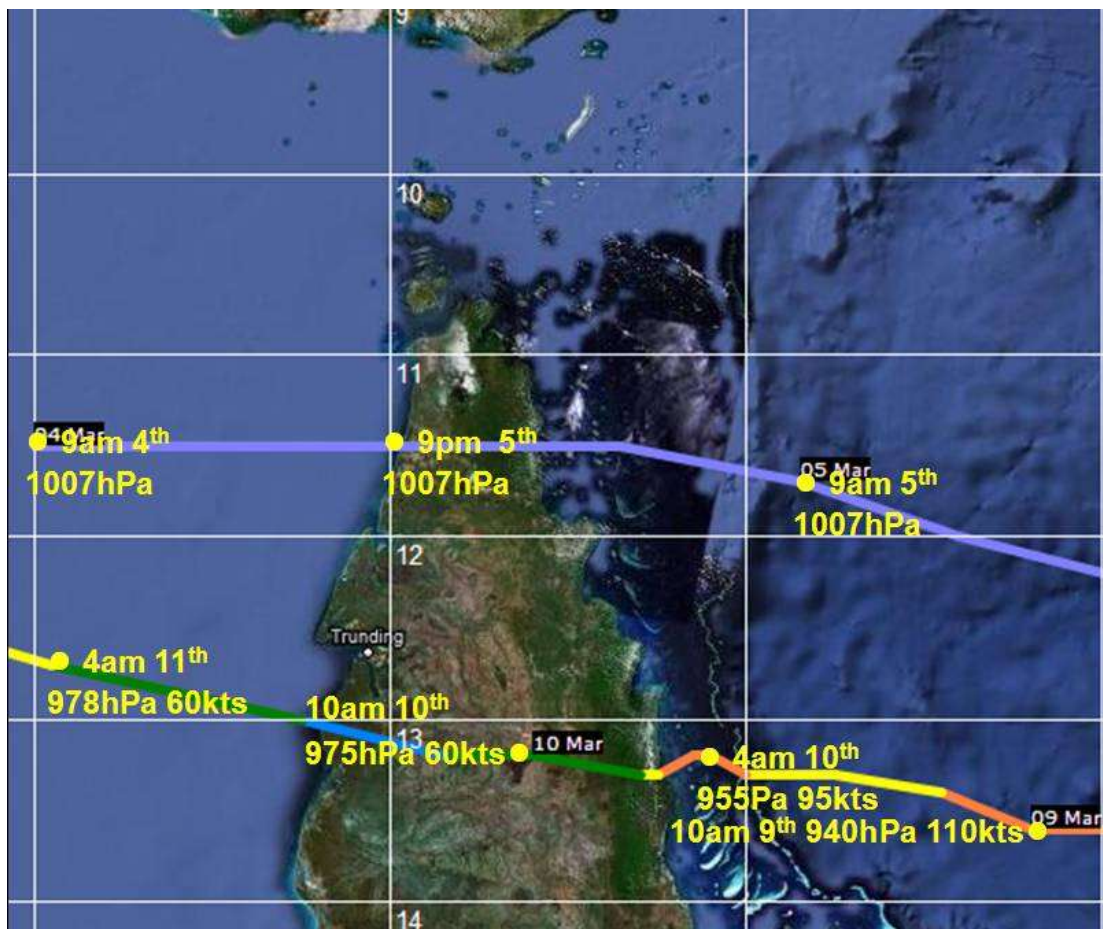 9
10
11
04 Mar
9am 4th
1007hPa
9pm 5th
1007hPa
05 Mar
9am 5th
1007hPa
12
Trunding
4am 11th
978hPa 60kts
10am 10th
13
975hPa 60kts
10 Mar
4am 10th
955Pa 95kts
10am 9th 940hPa 110kts
09 Mar
14